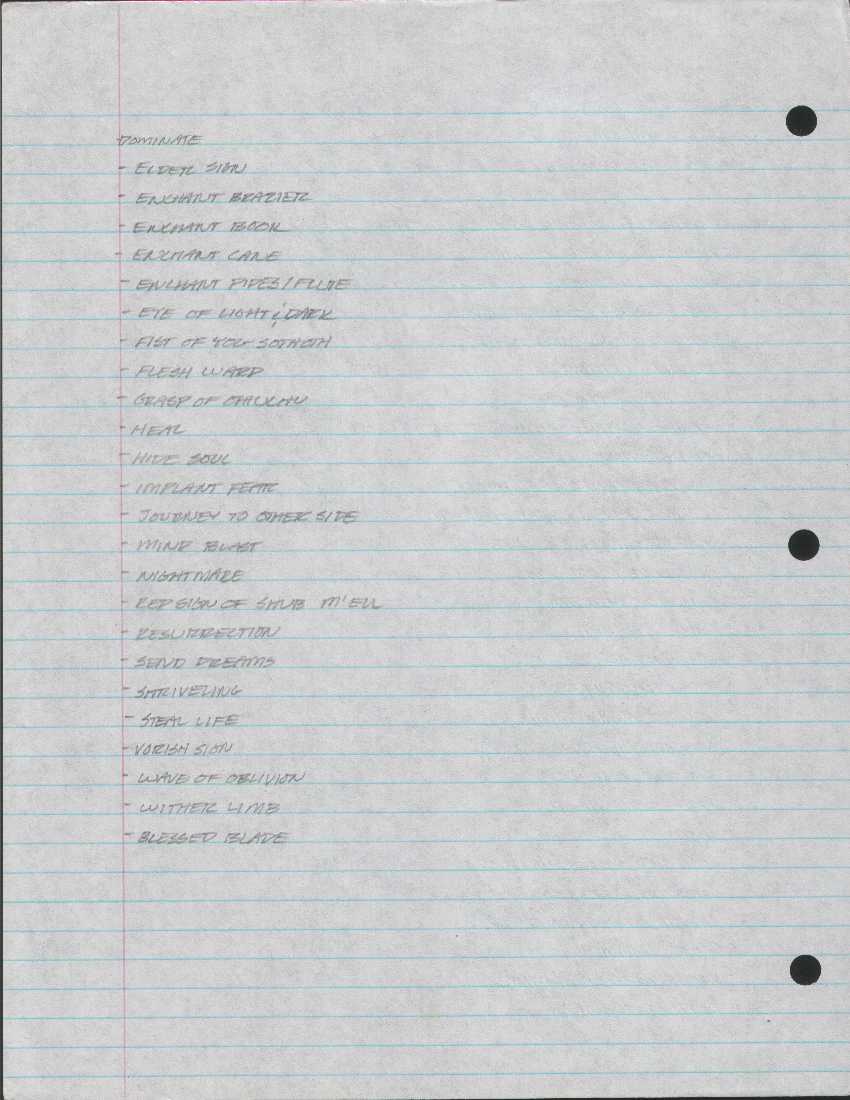 -DOMINATE
- ELDER SIGN
- ENCHANT BRAZIER
- ENCHANT BOOK
- ENCHANT CANE
- ENCHANT PIPES/FLUTE
- EYE OF LIGHT & DARK
- FIST OF YOG-SOTHOTH
- FLESH WARD
- GRASP OF CTHULHU
- HEAL
- HIDE SOUL
- IMPLANT FEAR
- JOURNEY TO OTHER SIDE
- MIND BLAST
- NIGHTMARE
- RED SIGN OF SHUB M'ELL
- RESURRECTION
- SEND DREAMS
- SHRIVELING
- STEAL LIFE
- VORISH SIGN
- WAVE OF OBLIVION
- WITHER LIMB
- BLESSED BLADE